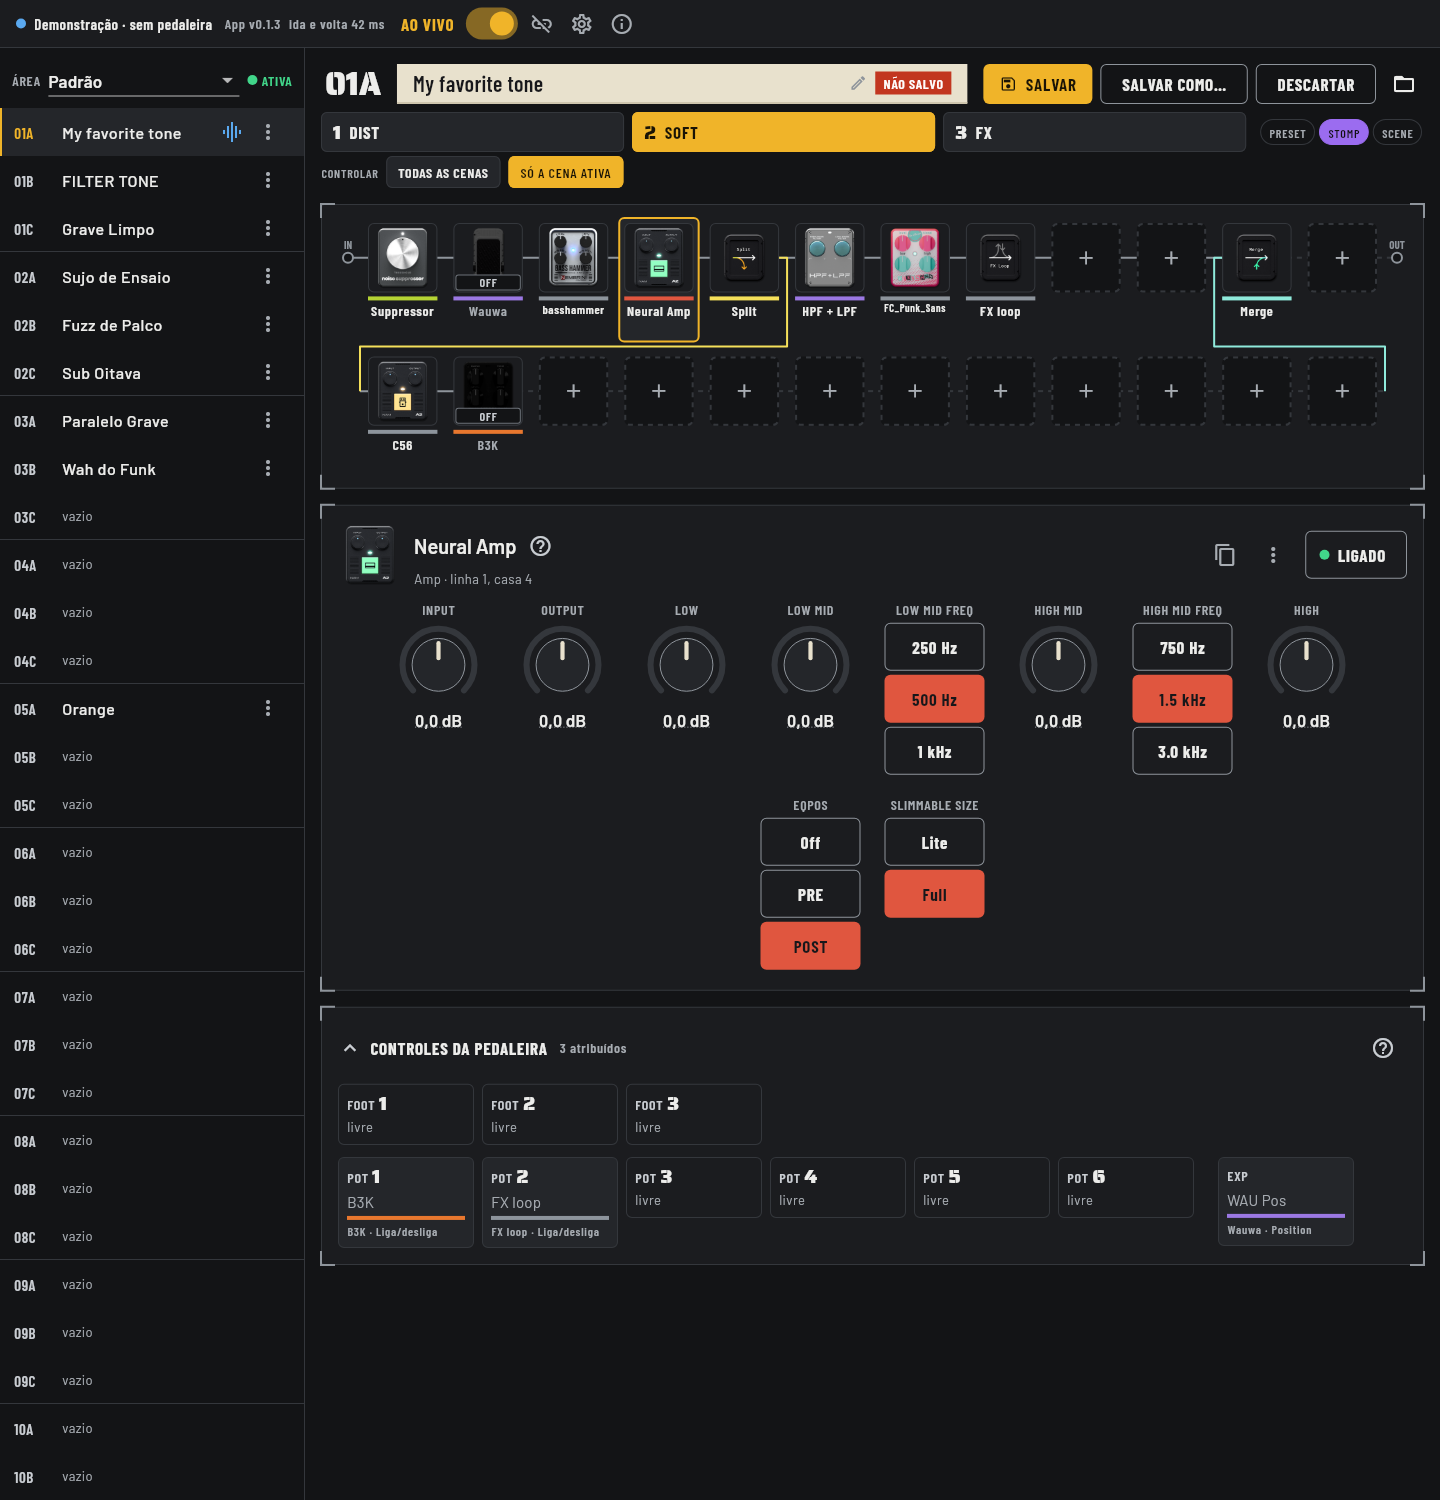 Demonstração · sem pedaleira App v0.1.3 Ida e volta 42 ms AO VIVO
ÁREA Padrão ATIVA
01A My favorite tone
01B FILTER TONE
01C Grave Limpo
02A Sujo de Ensaio
02B Fuzz de Palco
02C Sub Oitava
03A Paralelo Grave
03B Wah do Funk
03C vazio
04A vazio
04B vazio
04C vazio
05A Orange
05B vazio
05C vazio
06A vazio
06B vazio
06C vazio
07A vazio
07B vazio
07C vazio
08A vazio
08B vazio
08C vazio
09A vazio
09B vazio
09C vazio
10A vazio
10B vazio
01A My favorite tone NÃO SALVO SALVAR SALVAR COMO... DESCARTAR
1 DIST 2 SOFT 3 FX PRESET STOMP SCENE
CONTROLAR TODAS AS CENAS SÓ A CENA ATIVA
IN OUT
Split FX Loop HPF+LPF Merge
OFF
Suppressor Wauwa basshammer Neural Amp Split HPF + LPF FC_Punk_Sans FX loop Merge
OFF
C56 B3K
Neural Amp
Amp · linha 1, casa 4
LIGADO
INPUT OUTPUT LOW LOW MID LOW MID FREQ HIGH MID HIGH MID FREQ HIGH
250 Hz 750 Hz
500 Hz 1.5 kHz
0,0 dB 0,0 dB 0,0 dB 0,0 dB 0,0 dB 0,0 dB
1 kHz 3.0 kHz
EQPOS SLIMMABLE SIZE
Off Lite
PRE Full
POST
CONTROLES DA PEDALEIRA 3 atribuídos
FOOT 1 FOOT 2 FOOT 3
livre livre livre
POT 1 POT 2 POT 3 POT 4 POT 5 POT 6 EXP
B3K FX loop livre livre livre livre WAU Pos
B3K · Liga/desliga FX loop · Liga/desliga Wauwa · Position